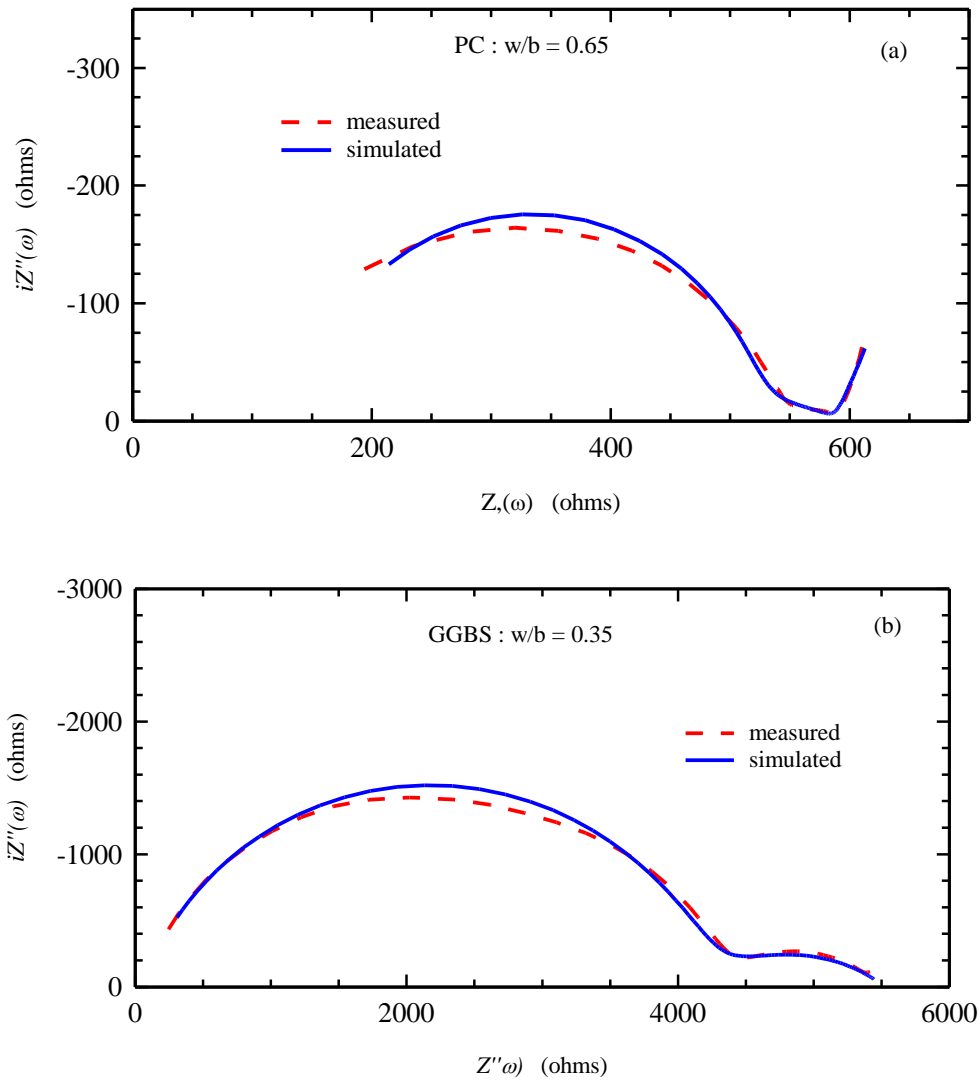 PC : w/b = 0.65
(a)
measured
simulated
iZ''(ω) (ohms)
-300
-200
-100
0
0
200
400
600
Z,(ω) (ohms)
GGBS : w/b = 0.35
(b)
measured
simulated
iZ''(ω) (ohms)
-3000
-2000
-1000
0
0
2000
4000
6000
Z''ω) (ohms)